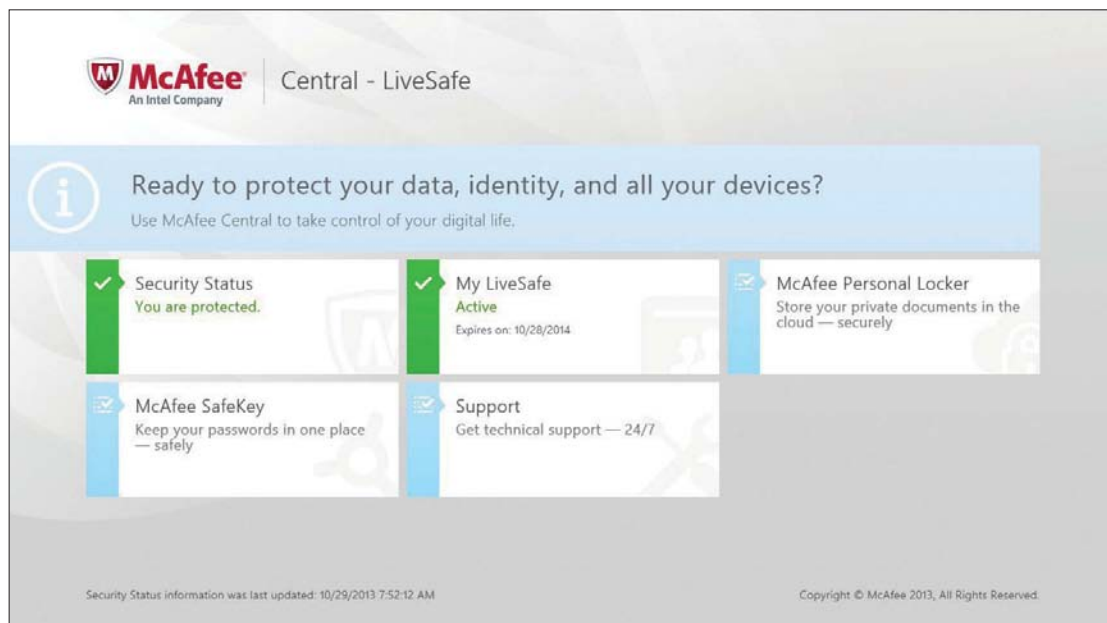 McAfee
An Intel Company
Central - LiveSafe
Ready to protect your data, identity, and all your devices?
Use McAfee Central to take control of your digital life.
Security Status
You are protected.
My LiveSafe
Active
Expires on: 10/28/2014
McAfee Personal Locker
Store your private documents in the
cloud — securely
McAfee SafeKey
Keep your passwords in one place
— safely
Support
Get technical support — 24/7
Security Status information was last updated: 10/29/2013 7:52:12 AM
Copyright © McAfee 2013, All Rights Reserved.